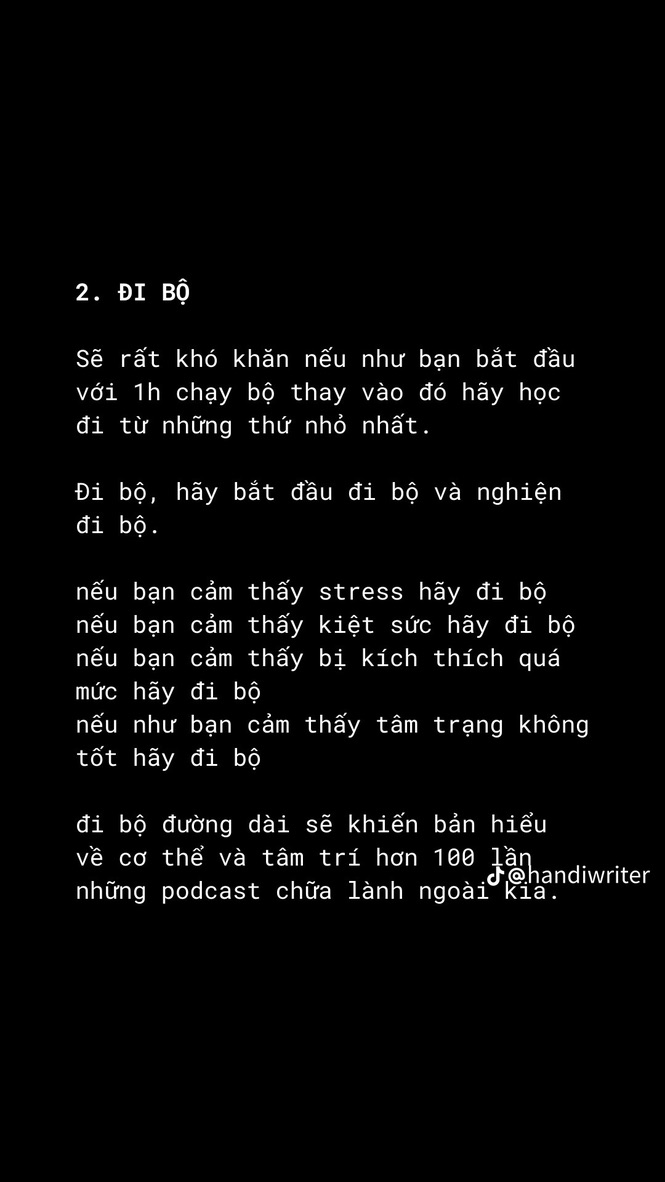 2. ĐI BỘ
Sẽ rất khó khăn nếu như bạn bắt đầu
với 1h chạy bộ thay vào đó hãy học
đi từ những thứ nhỏ nhất.
Đi bộ, hãy bắt đầu đi bộ và nghiện
đi bộ.
nếu bạn cảm thấy stress hãy đi bộ
nếu bạn cảm thấy kiệt sức hãy đi bộ
nếu bạn cảm thấy bị kích thích quá
mức hãy đi bộ
nếu như bạn cảm thấy tâm trạng không
tốt hãy đi bộ
đi bộ đường dài sẽ khiến bản hiểu
về cơ thể và tâm trí hơn 100 lần
những podcast chữa lành ngoài kia.
@handiwriter